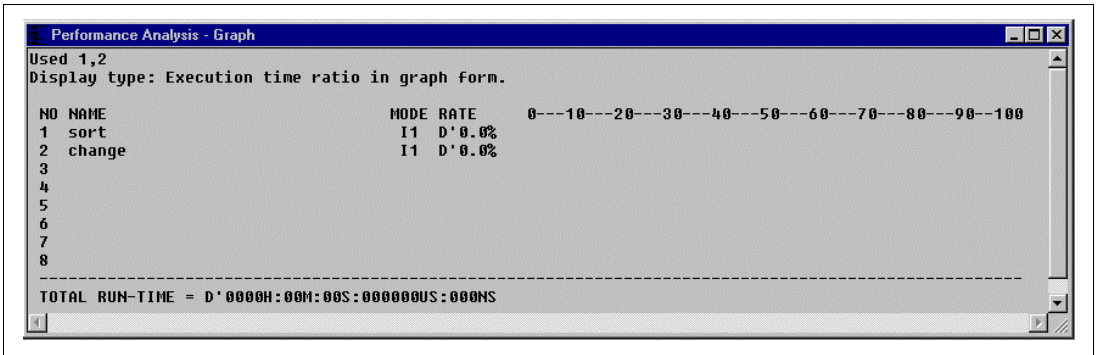 Performance Analysis - Graph
Used 1,2
Display type: Execution time ratio in graph form.
NO NAME MODE RATE 0---10---20---30---40---50---60---70---80---90--100
1 sort I1 D'0.0%
2 change I1 D'0.0%
3
4
5
6
7
8
--------------------------------------------------------------------------------
TOTAL RUN-TIME = D'0000H:00M:00S:000000US:000NS